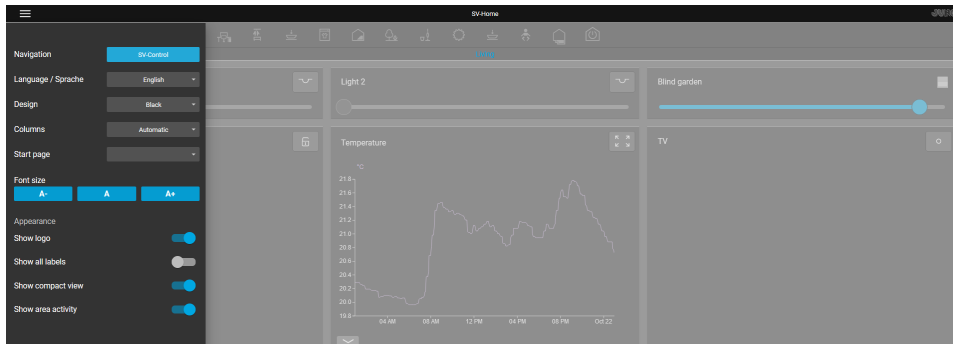 SV-Home
JVUX
Navigation
SV-Control
Language / Sprache
English
Design
Black
Columns
Automatic
Start page
Font size
A-
A
A+
Appearance
Show logo
Show all labels
Show compact view
Show area activity
Light 2
Blind garden
Temperature
TV
°C
21.8
21.6
21.4
21.2
21.0
20.8
20.6
20.4
20.2
20.0
19.8
04 AM
08 AM
12 PM
04 PM
08 PM
Oct 22